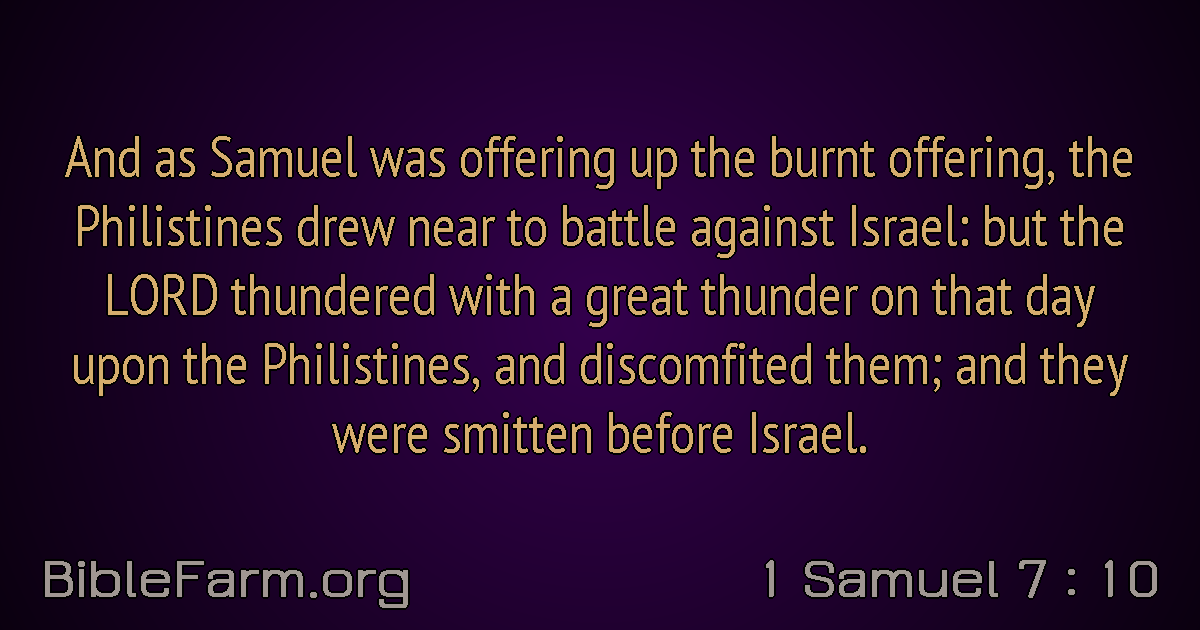 And as Samuel was offering up the burnt offering, the
Philistines drew near to battle against Israel: but the
LORD thundered with a great thunder on that day
upon the Philistines, and discomfited them; and they
were smitten before Israel.
BibleFarm.org
1 Samuel 7 : 10